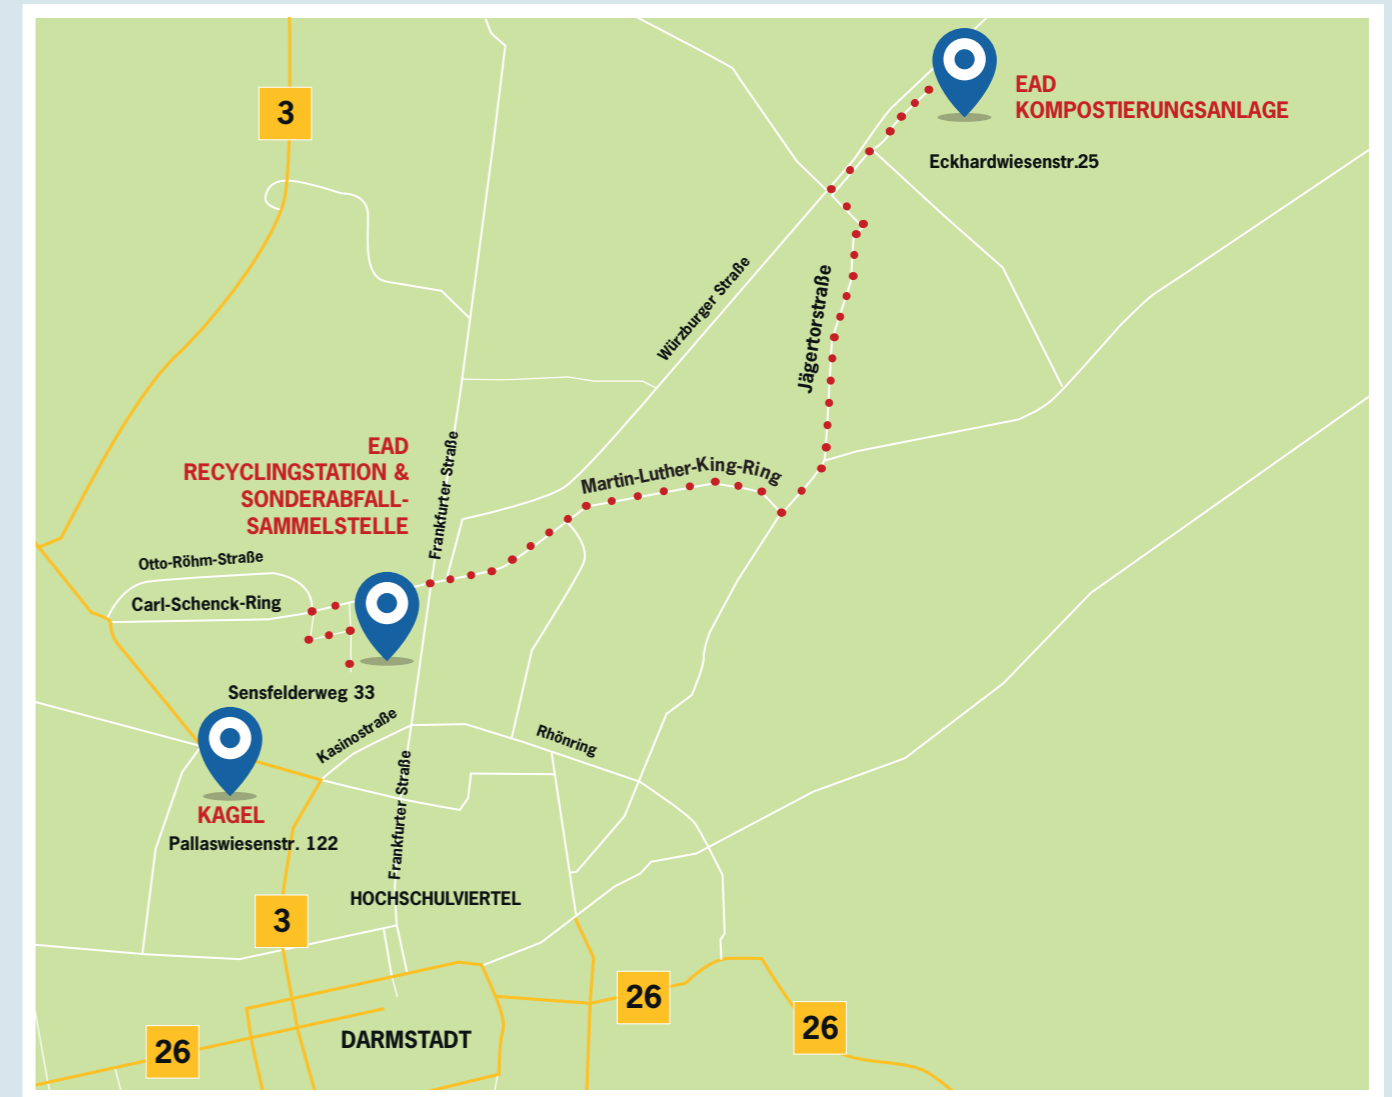 3
EAD
KOMPOSTIERUNGSANLAGE
Eckhardwiesenstr.25
Würzburger Straße
Jägertorstraße
EAD
RECYCLINGSTATION &
SONDERABFALL-
SAMMELSTELLE
Frankfurter Straße
Martin-Luther-King-Ring
Otto-Röhm-Straße
Carl-Schenck-Ring
Sensfelderweg 33
Kasinostraße
Rhönring
KAGEL
Pallaswiesenstr. 122
Frankfurter Straße
HOCHSCHULVIERTEL
3
26
26
DARMSTADT
26